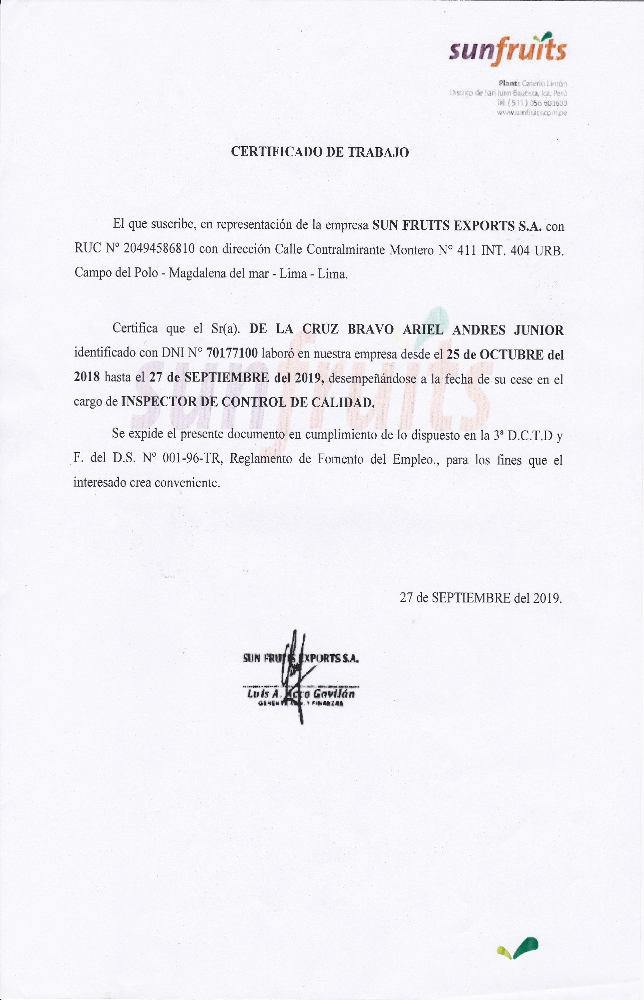 sunfruits
Plant: Caserio Limón
Distrito de San Juan Bautista, Ica, Perú
Tel: ( 511 ) 056 601633
www.sunfruits.com.pe
CERTIFICADO DE TRABAJO
El que suscribe, en representación de la empresa SUN FRUITS EXPORTS S.A. con
RUC Nº 20494586810 con dirección Calle Contralmirante Montero N° 411 INT. 404 URB.
Campo del Polo - Magdalena del mar - Lima - Lima.
Certifica que el Sr(a). DE LA CRUZ BRAVO ARIEL ANDRES JUNIOR
identificado con DNI N° 70177100 laboró en nuestra empresa desde el 25 de OCTUBRE del
2018 hasta el 27 de SEPTIEMBRE del 2019, desempeñándose a la fecha de su cese en el
cargo de INSPECTOR DE CONTROL DE CALIDAD.
sunfruits
Se expide el presente documento en cumplimiento de lo dispuesto en la 3ª D.C.T.D y
F. del D.S. Nº 001-96-TR, Reglamento de Fomento del Empleo., para los fines que el
interesado crea conveniente.
27 de SEPTIEMBRE del 2019.
SUN FRUITS EXPORTS S.A.
Luis A. Acco Gavilán
Y FINANZAS